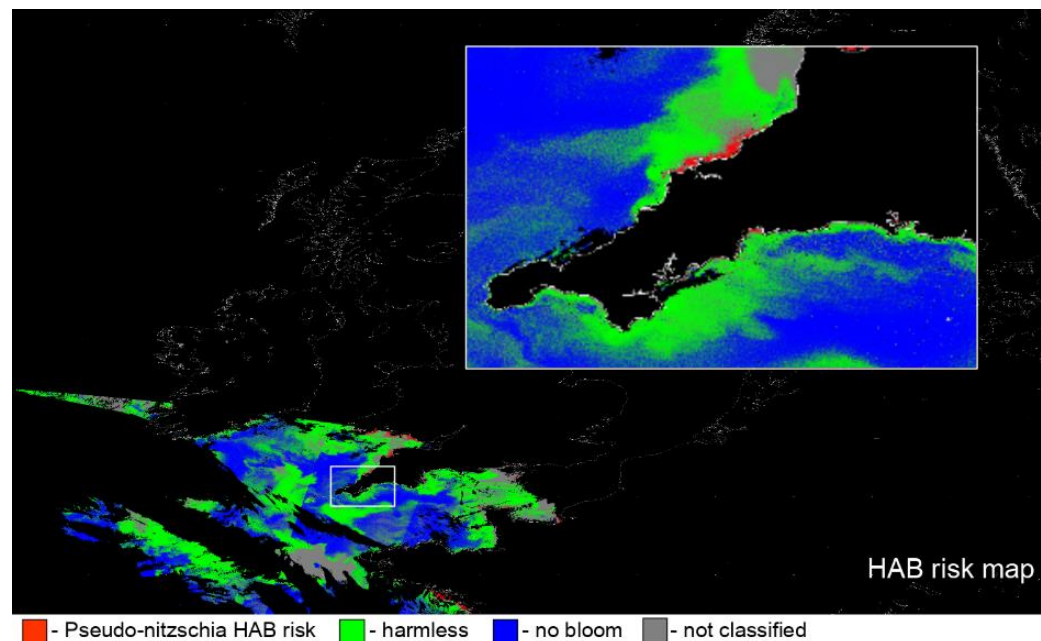 HAB risk map
- Pseudo-nitzschia HAB risk - harmless - no bloom - not classified